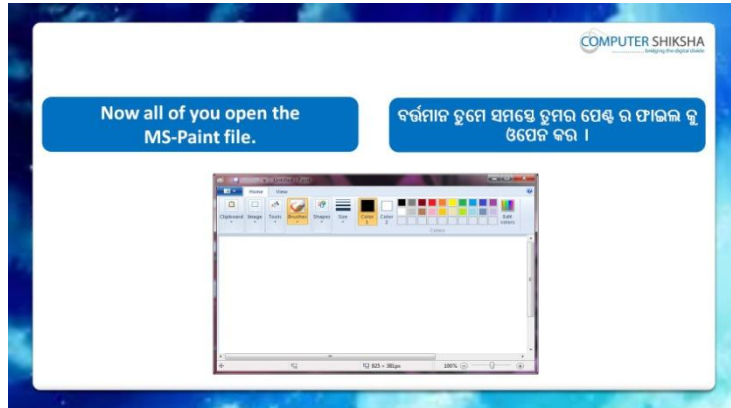 COMPUTER SHIKSHA
Bridging the digital divide
Now all of you open the
MS-Paint file.
ବର୍ତ୍ତମାନ ତୁମେ ସମସ୍ତେ ତୁମର ପେଣ୍ଟ ର ଫାଇଲ କୁ
ଓପେନ କର ।
Untitled - Paint
Home View
Clipboard Image Tools Brushes Shapes Size Color 1 Color 2 Edit colors
Colors
100%